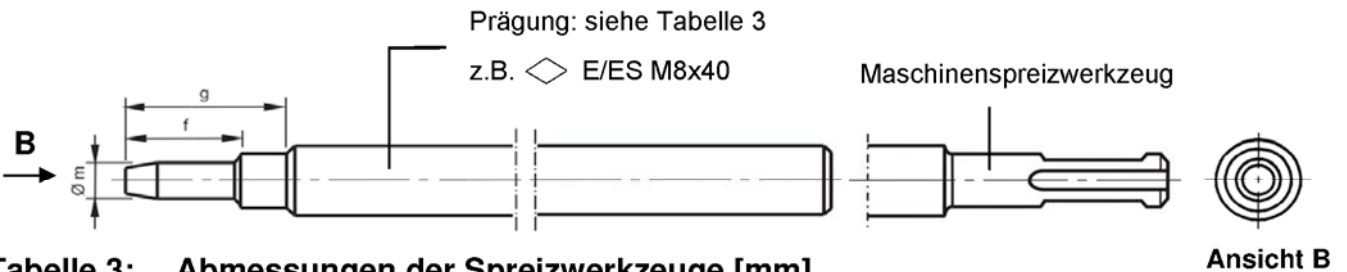 Prägung: siehe Tabelle 3
z.B. E/ES M8x40
Maschinenspreizwerkzeug
g
f
B
Ø m
Ansicht B
Tabelle 3: Abmessungen der Spreizwerkzeuge [mm]